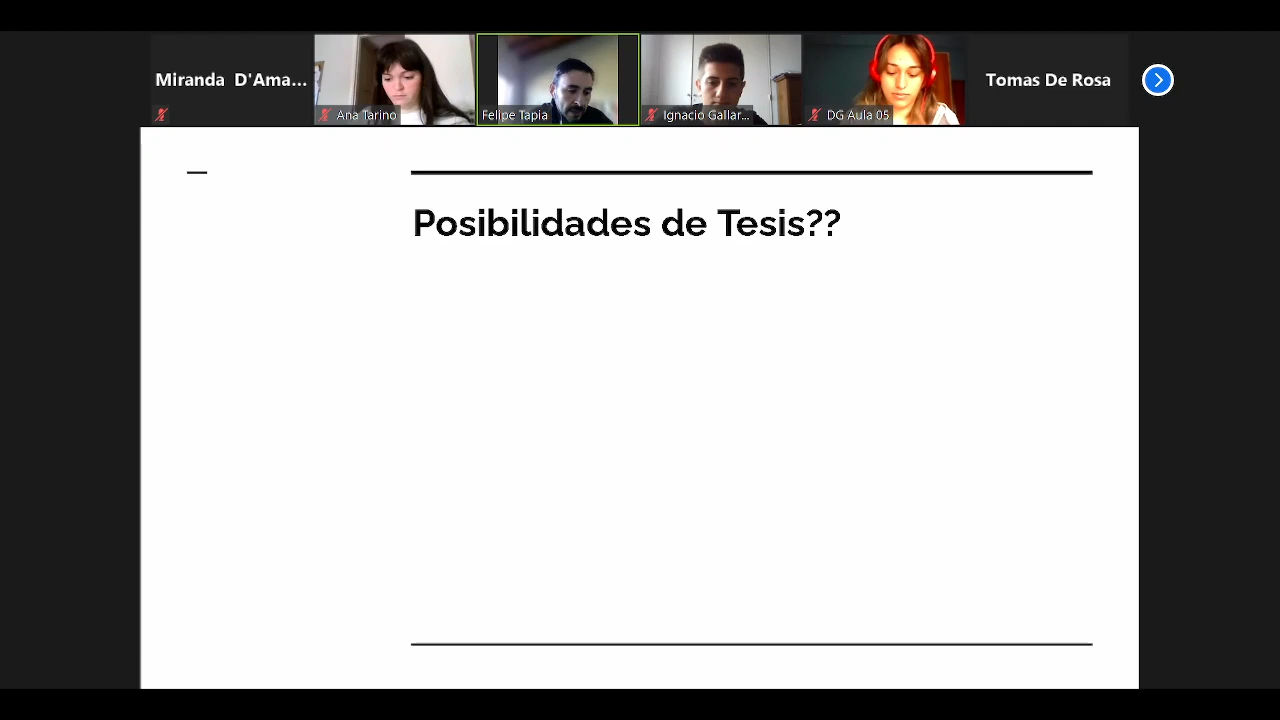 Miranda D'Ama...
Ana Tarino
Felipe Tapia
Ignacio Gallar...
DG Aula 05
Tomas De Rosa
Posibilidades de Tesis??